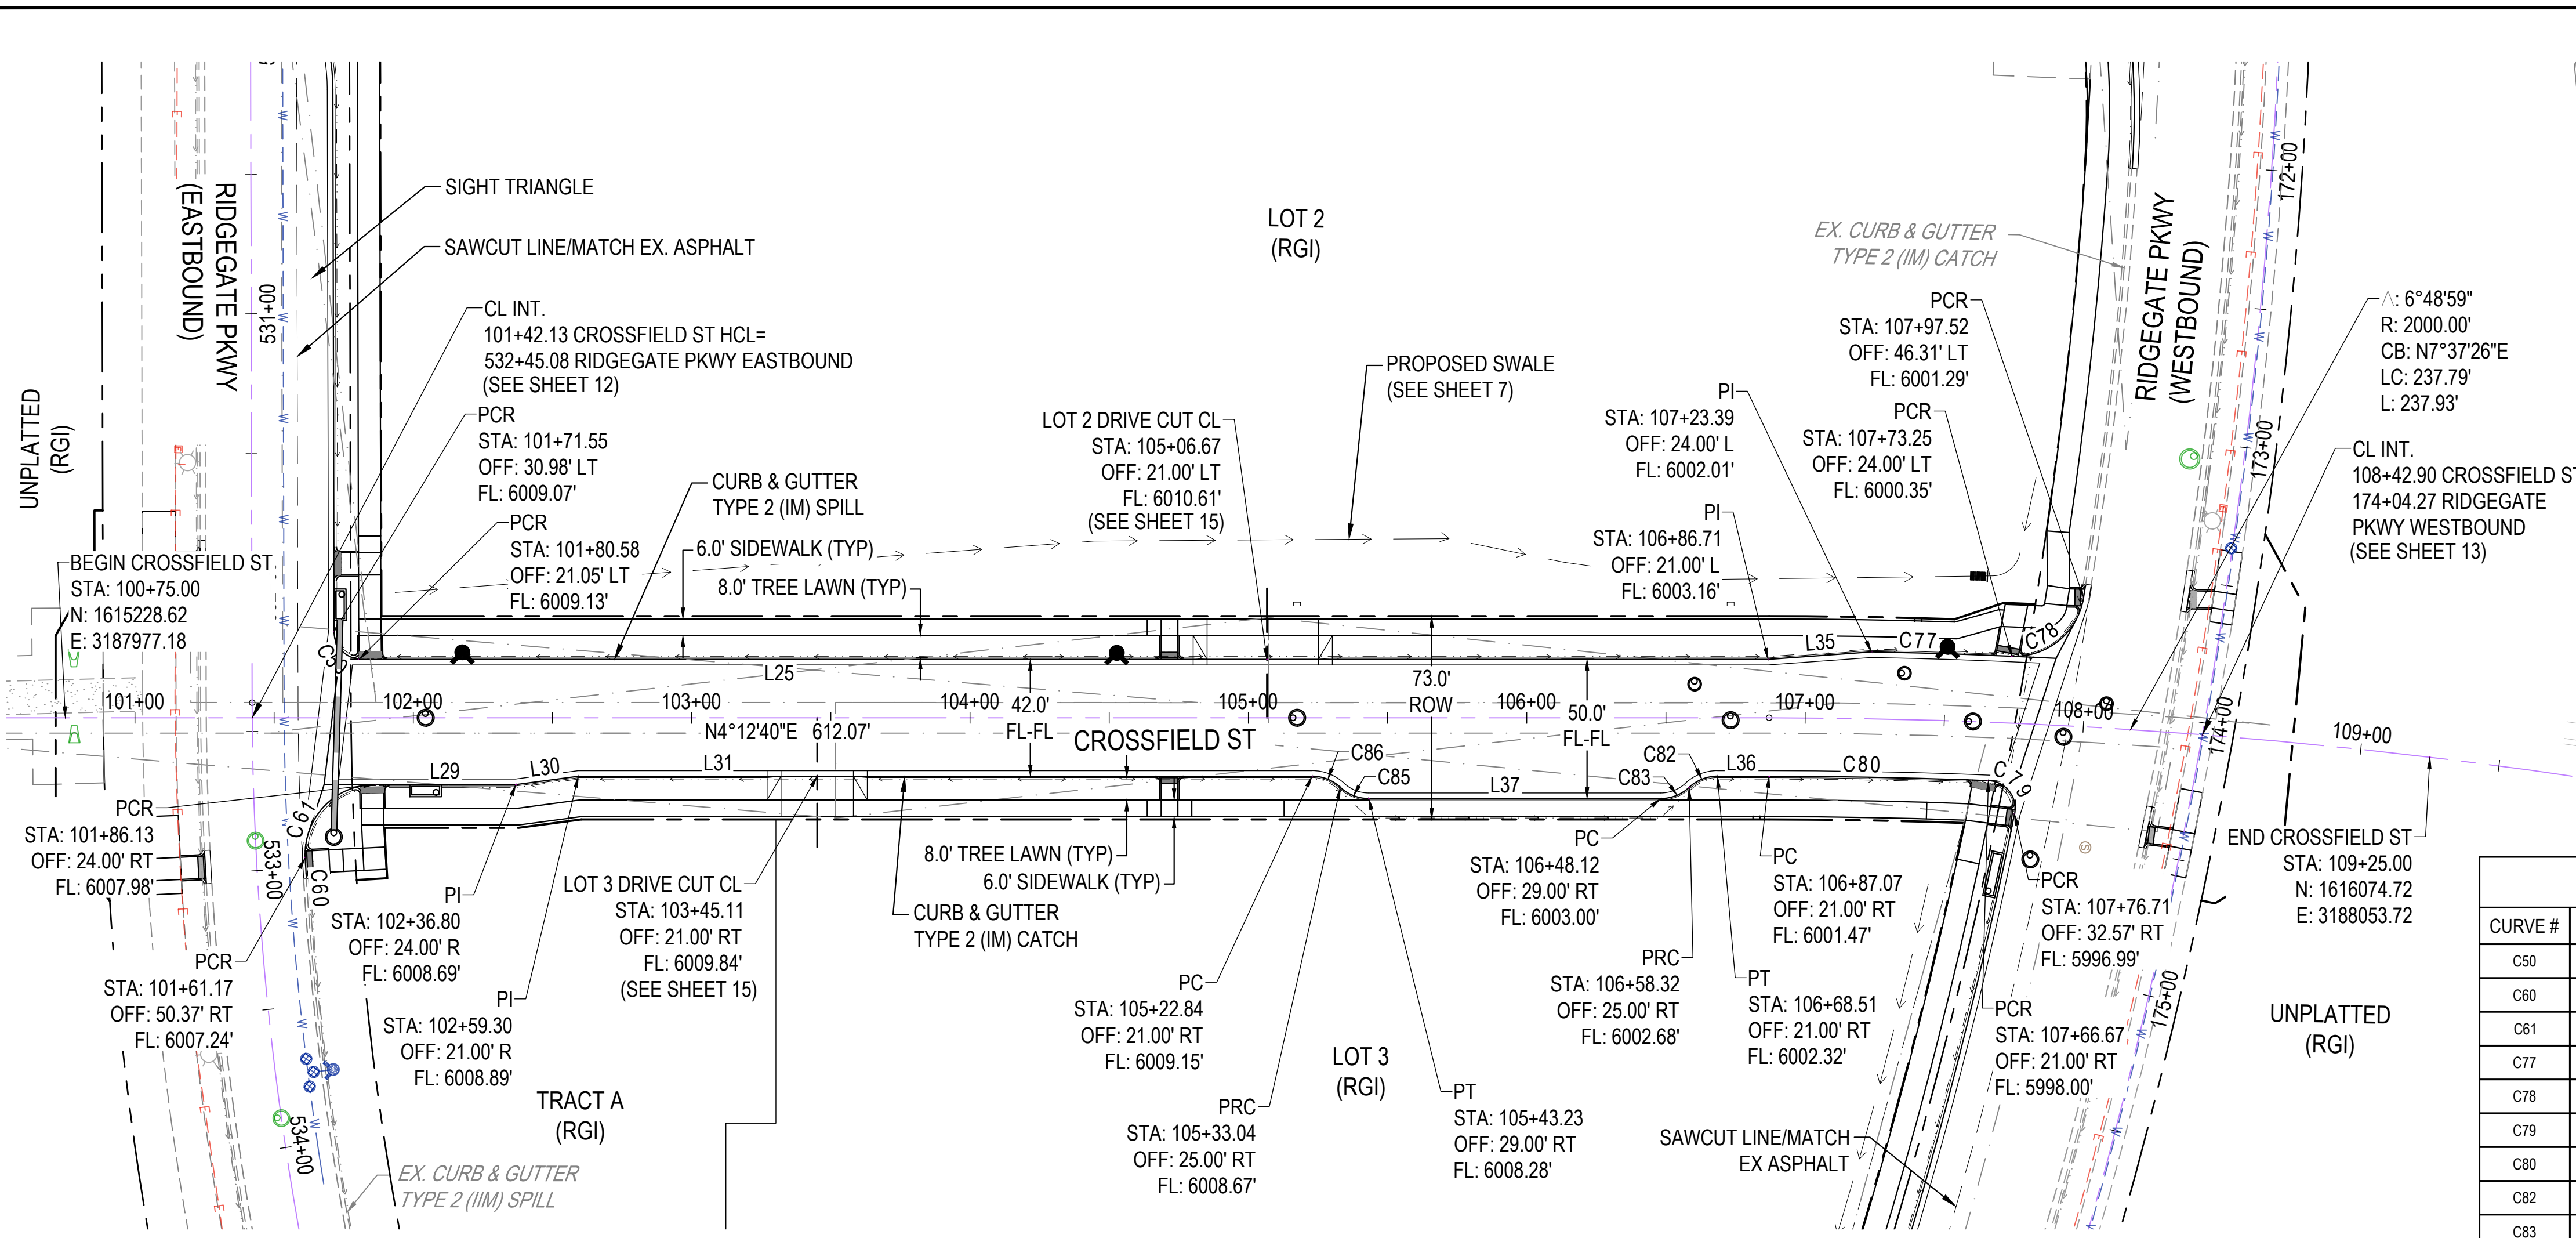 RIDGEGATE PKWY
(EASTBOUND)
531+00
SIGHT TRIANGLE
SAWCUT LINE/MATCH EX. ASPHALT
CL INT.
101+42.13 CROSSFIELD ST HCL=
532+45.08 RIDGEGATE PKWY EASTBOUND
(SEE SHEET 12)
PCR
STA: 101+71.55
OFF: 30.98' LT
FL: 6009.07'
PCR
STA: 101+80.58
OFF: 21.05' LT
FL: 6009.13'
CURB & GUTTER
TYPE 2 (IM) SPILL
6.0' SIDEWALK (TYP)
8.0' TREE LAWN (TYP)
UNPLATTED
(RGI)
BEGIN CROSSFIELD ST
STA: 100+75.00
N: 1615228.62
E: 3187977.18
LOT 2
(RGI)
PROPOSED SWALE
(SEE SHEET 7)
LOT 2 DRIVE CUT CL
STA: 105+06.67
OFF: 21.00' LT
FL: 6010.61'
(SEE SHEET 15)
EX. CURB & GUTTER
TYPE 2 (IM) CATCH
PCR
STA: 107+97.52
OFF: 46.31' LT
FL: 6001.29'
PI
STA: 107+23.39
OFF: 24.00' L
FL: 6002.01'
PCR
STA: 107+73.25
OFF: 24.00' LT
FL: 6000.35'
PI
STA: 106+86.71
OFF: 21.00' L
FL: 6003.16'
RIDGEGATE PKWY
(WESTBOUND)
172+00
173+00
174+00
175+00
△: 6°48'59"
R: 2000.00'
CB: N7°37'26"E
LC: 237.79'
L: 237.93'
CL INT.
108+42.90 CROSSFIELD ST
174+04.27 RIDGEGATE
PKWY WESTBOUND
(SEE SHEET 13)
C50
L25
L35
C77
C78
101+00
102+00
103+00
104+00
105+00
106+00
107+00
108+00
109+00
N4°12'40"E 612.07'
42.0'
FL-FL
CROSSFIELD ST
73.0'
ROW
50.0'
FL-FL
L29
L30
L31
C86
C85
L37
C82
C83
L36
C80
C79
C61
C60
533+00
534+00
PCR
STA: 101+86.13
OFF: 24.00' RT
FL: 6007.98'
PCR
STA: 101+61.17
OFF: 50.37' RT
FL: 6007.24'
PI
STA: 102+36.80
OFF: 24.00' R
FL: 6008.69'
PI
STA: 102+59.30
OFF: 21.00' R
FL: 6008.89'
LOT 3 DRIVE CUT CL
STA: 103+45.11
OFF: 21.00' RT
FL: 6009.84'
(SEE SHEET 15)
8.0' TREE LAWN (TYP)
6.0' SIDEWALK (TYP)
CURB & GUTTER
TYPE 2 (IM) CATCH
PC
STA: 105+22.84
OFF: 21.00' RT
FL: 6009.15'
PRC
STA: 105+33.04
OFF: 25.00' RT
FL: 6008.67'
PT
STA: 105+43.23
OFF: 29.00' RT
FL: 6008.28'
LOT 3
(RGI)
PC
STA: 106+48.12
OFF: 29.00' RT
FL: 6003.00'
PRC
STA: 106+58.32
OFF: 25.00' RT
FL: 6002.68'
PC
STA: 106+87.07
OFF: 21.00' RT
FL: 6001.47'
PT
STA: 106+68.51
OFF: 21.00' RT
FL: 6002.32'
PCR
STA: 107+76.71
OFF: 32.57' RT
FL: 5996.99'
PCR
STA: 107+66.67
OFF: 21.00' RT
FL: 5998.00'
SAWCUT LINE/MATCH
EX ASPHALT
TRACT A
(RGI)
EX. CURB & GUTTER
TYPE 2 (IIM) SPILL
END CROSSFIELD ST
STA: 109+25.00
N: 1616074.72
E: 3188053.72
UNPLATTED
(RGI)
CURVE #
C50
C60
C61
C77
C78
C79
C80
C82
C83